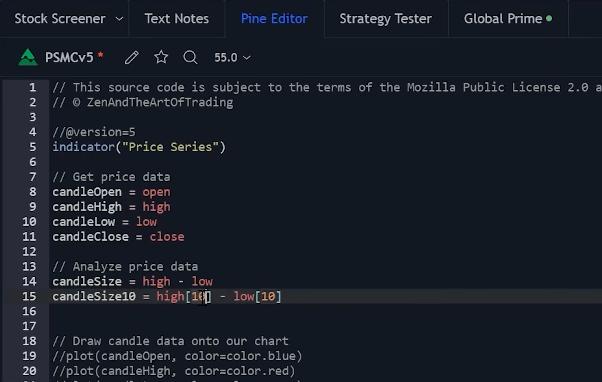 Stock Screener Text Notes Pine Editor Strategy Tester Global Prime
PSMCv5 * 55.0
1 // This source code is subject to the terms of the Mozilla Public License 2.0 a
2 // © ZenAndTheArtOfTrading
3
4 //@version=5
5 indicator("Price Series")
6
7 // Get price data
8 candleOpen = open
9 candleHigh = high
10 candleLow = low
11 candleClose = close
12
13 // Analyze price data
14 candleSize = high - low
15 candleSize10 = high[10] - low[10]
16
17
18 // Draw candle data onto our chart
19 //plot(candleOpen, color=color.blue)
20 //plot(candleHigh, color=color.red)